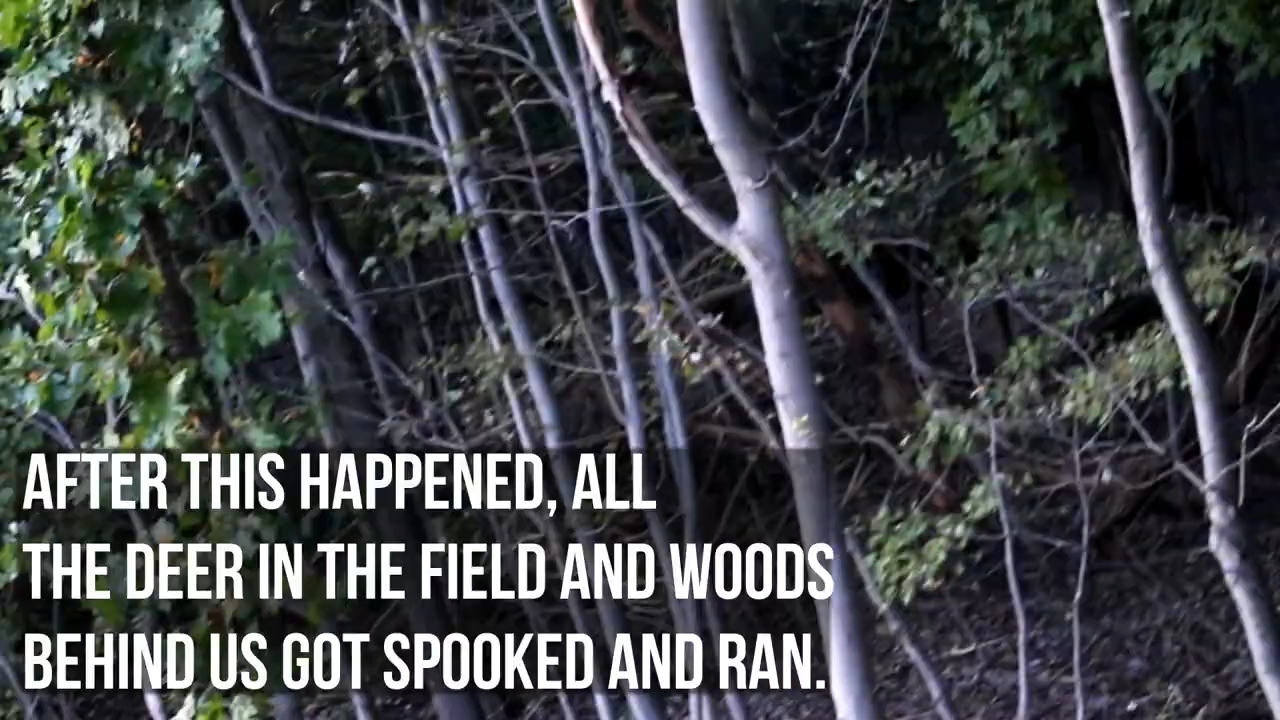 AFTER THIS HAPPENED, ALL
THE DEER IN THE FIELD AND WOODS
BEHIND US GOT SPOOKED AND RAN.